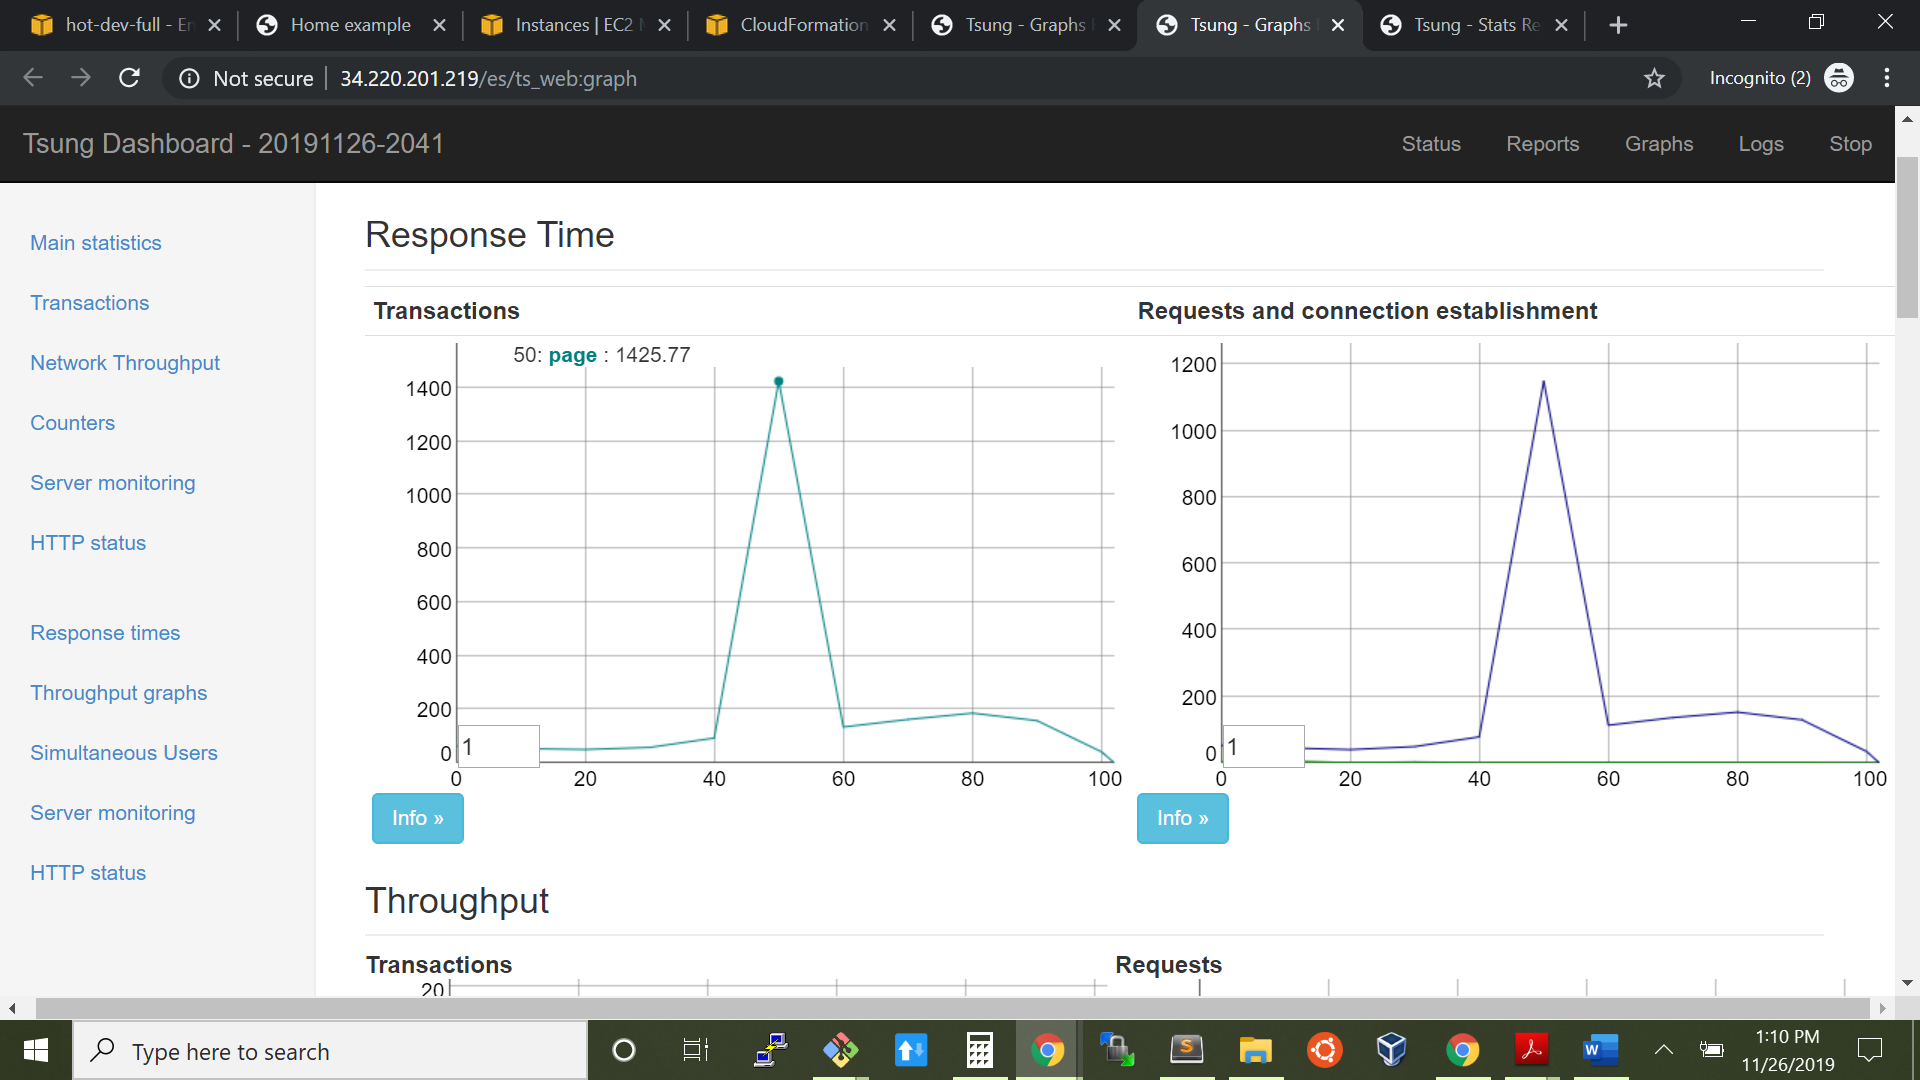 hot-dev-full - En
Home example
Instances | EC2 M
CloudFormation
Tsung - Graphs
Tsung - Graphs
Tsung - Stats Re
Not secure
34.220.201.219/es/ts_web:graph
Incognito (2)
Tsung Dashboard - 20191126-2041
Status
Reports
Graphs
Logs
Stop
Main statistics
Transactions
Network Throughput
Counters
Server monitoring
HTTP status
Response times
Throughput graphs
Simultaneous Users
Server monitoring
HTTP status
Response Time
Transactions
50: page : 1425.77
1400
1200
1000
800
600
400
200
0
1
0 20 40 60 80 100
Info »
Requests and connection establishment
1200
1000
800
600
400
200
0
1
0 20 40 60 80 100
Info »
Throughput
Transactions
20
Requests
Type here to search
1:10 PM
11/26/2019